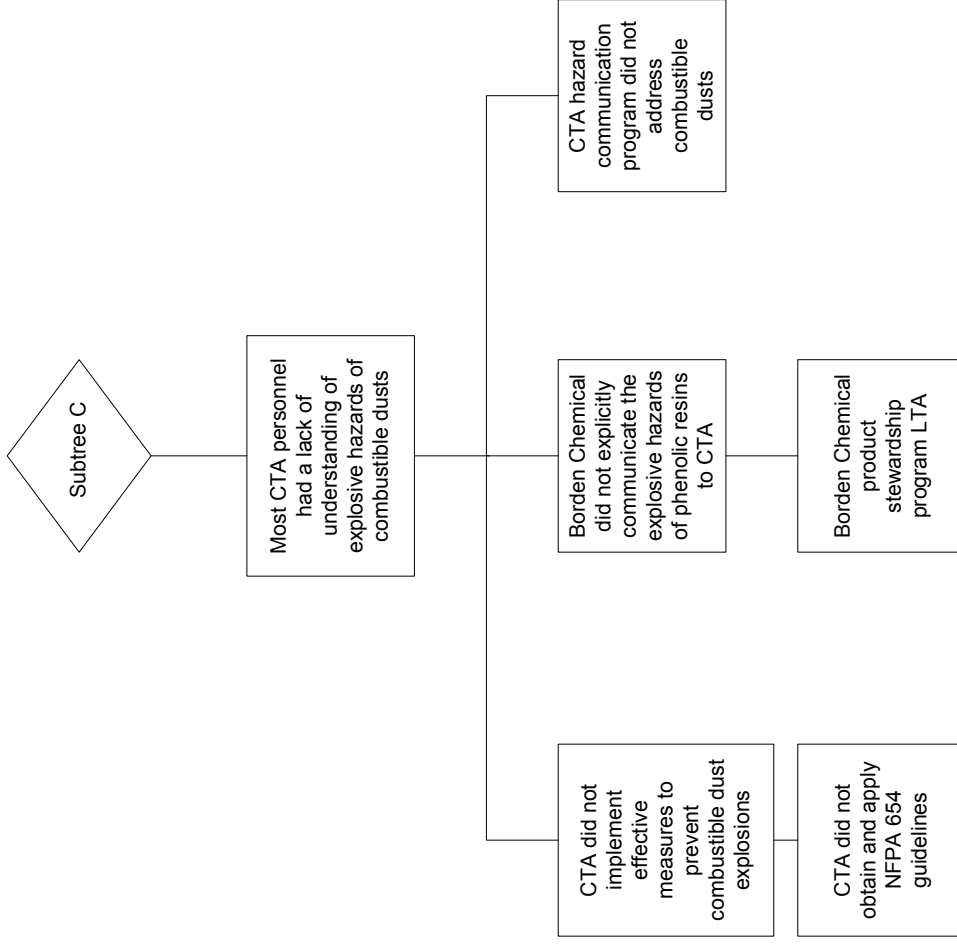 Subtree C
Most CTA personnel
had a lack of
understanding of
explosive hazards of
combustible dusts
CTA did not
implement
effective
measures to
prevent
combustible dust
explosions
Borden Chemical
did not explicitly
communicate the
explosive hazards
of phenolic resins
to CTA
CTA hazard
communication
program did not
address
combustible
dusts
CTA did not
obtain and apply
NFPA 654
guidelines
Borden Chemical
product
stewardship
program LTA